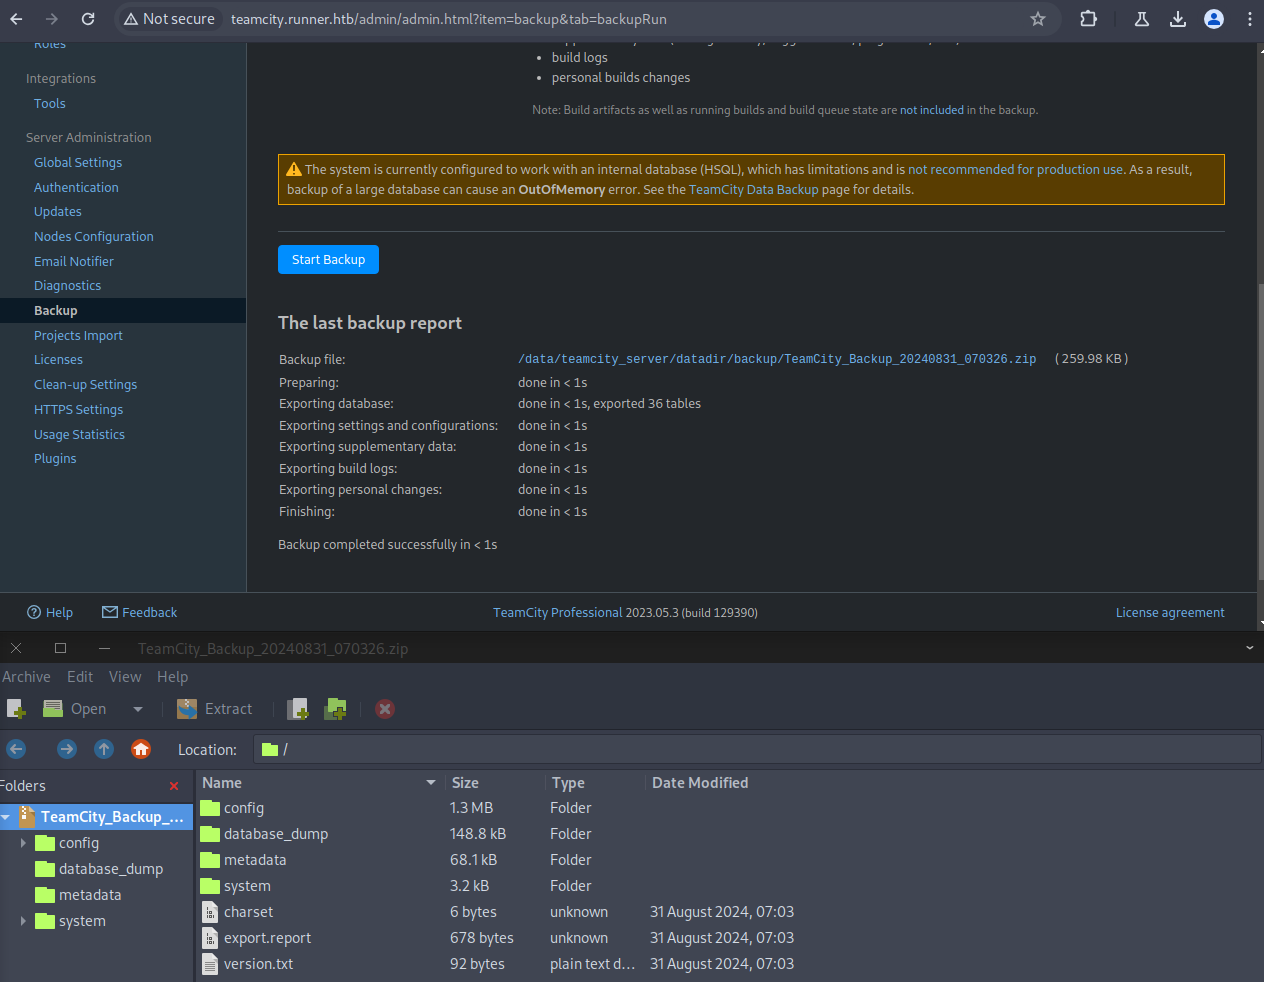 Not secure teamcity.runner.htb/admin/admin.html?item=backup&tab=backupRun
Roles
Integrations
Tools
Server Administration
Global Settings
Authentication
Updates
Nodes Configuration
Email Notifier
Diagnostics
Backup
Projects Import
Licenses
Clean-up Settings
HTTPS Settings
Usage Statistics
Plugins
build logs
personal builds changes
Note: Build artifacts as well as running builds and build queue state are not included in the backup.
The system is currently configured to work with an internal database (HSQL), which has limitations and is not recommended for production use. As a result,
backup of a large database can cause an OutOfMemory error. See the TeamCity Data Backup page for details.
Start Backup
The last backup report
Backup file: /data/teamcity_server/datadir/backup/TeamCity_Backup_20240831_070326.zip (259.98 KB)
Preparing: done in < 1s
Exporting database: done in < 1s, exported 36 tables
Exporting settings and configurations: done in < 1s
Exporting supplementary data: done in < 1s
Exporting build logs: done in < 1s
Exporting personal changes: done in < 1s
Finishing: done in < 1s
Backup completed successfully in < 1s
Help Feedback TeamCity Professional 2023.05.3 (build 129390) License agreement
TeamCity_Backup_20240831_070326.zip
Archive Edit View Help
Open Extract
Location: /
Folders
TeamCity_Backup_...
config
database_dump
metadata
system
Name Size Type Date Modified
config 1.3 MB Folder
database_dump 148.8 kB Folder
metadata 68.1 kB Folder
system 3.2 kB Folder
charset 6 bytes unknown 31 August 2024, 07:03
export.report 678 bytes unknown 31 August 2024, 07:03
version.txt 92 bytes plain text d... 31 August 2024, 07:03